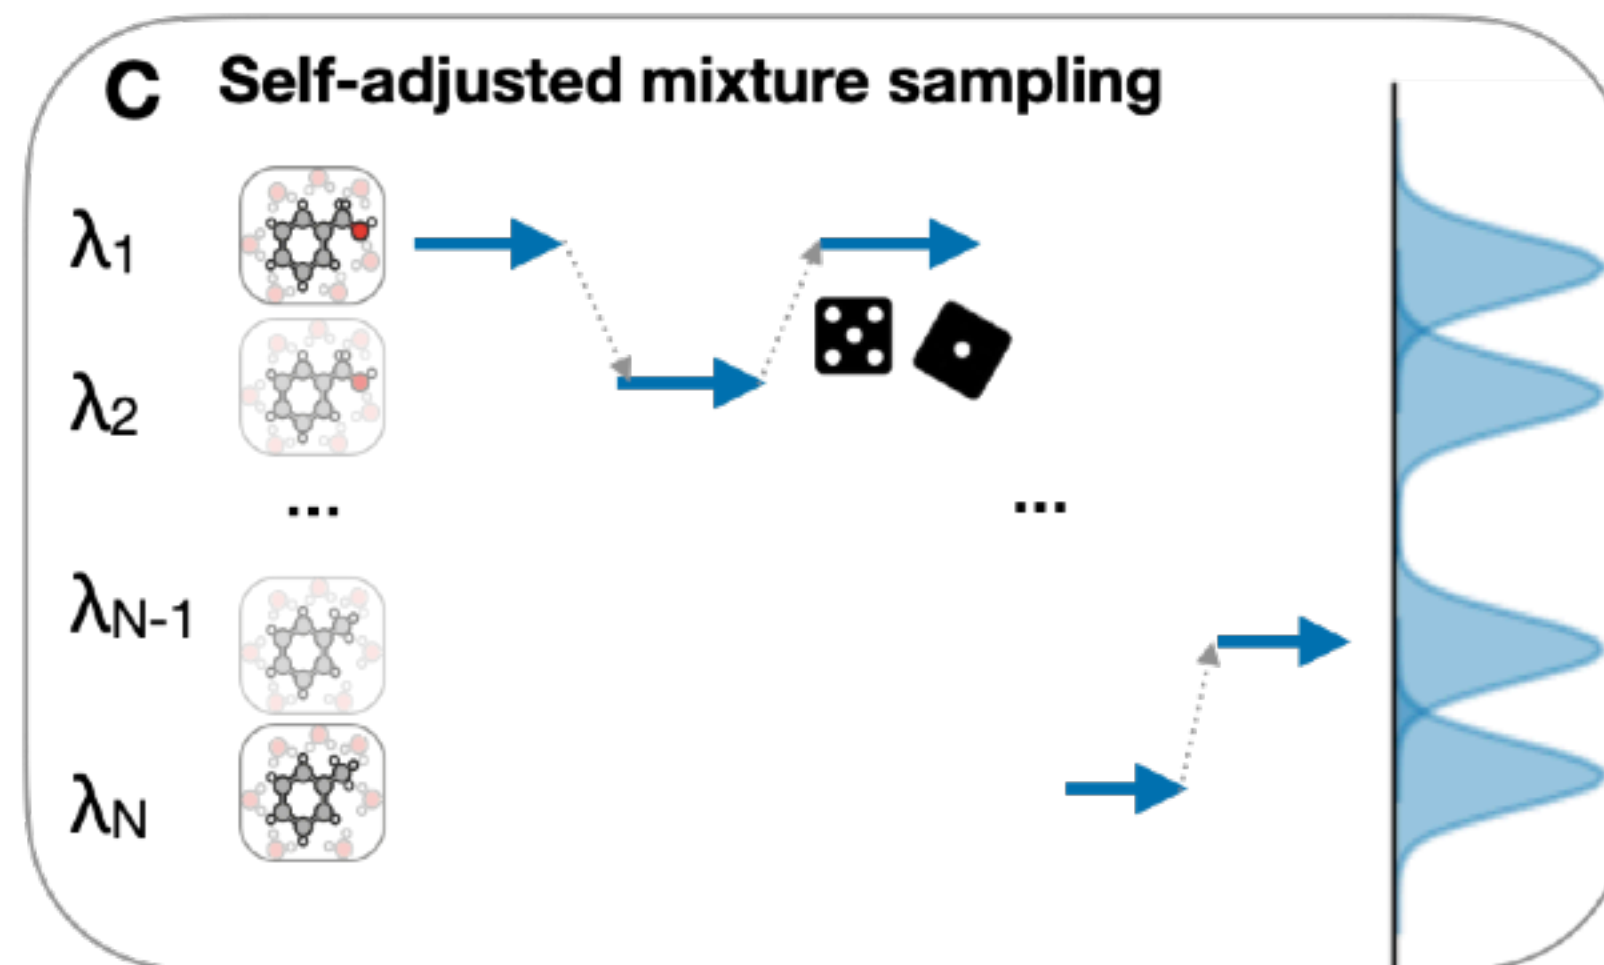 C Self-adjusted mixture sampling
λ1
λ2
... ...
λN-1
λN